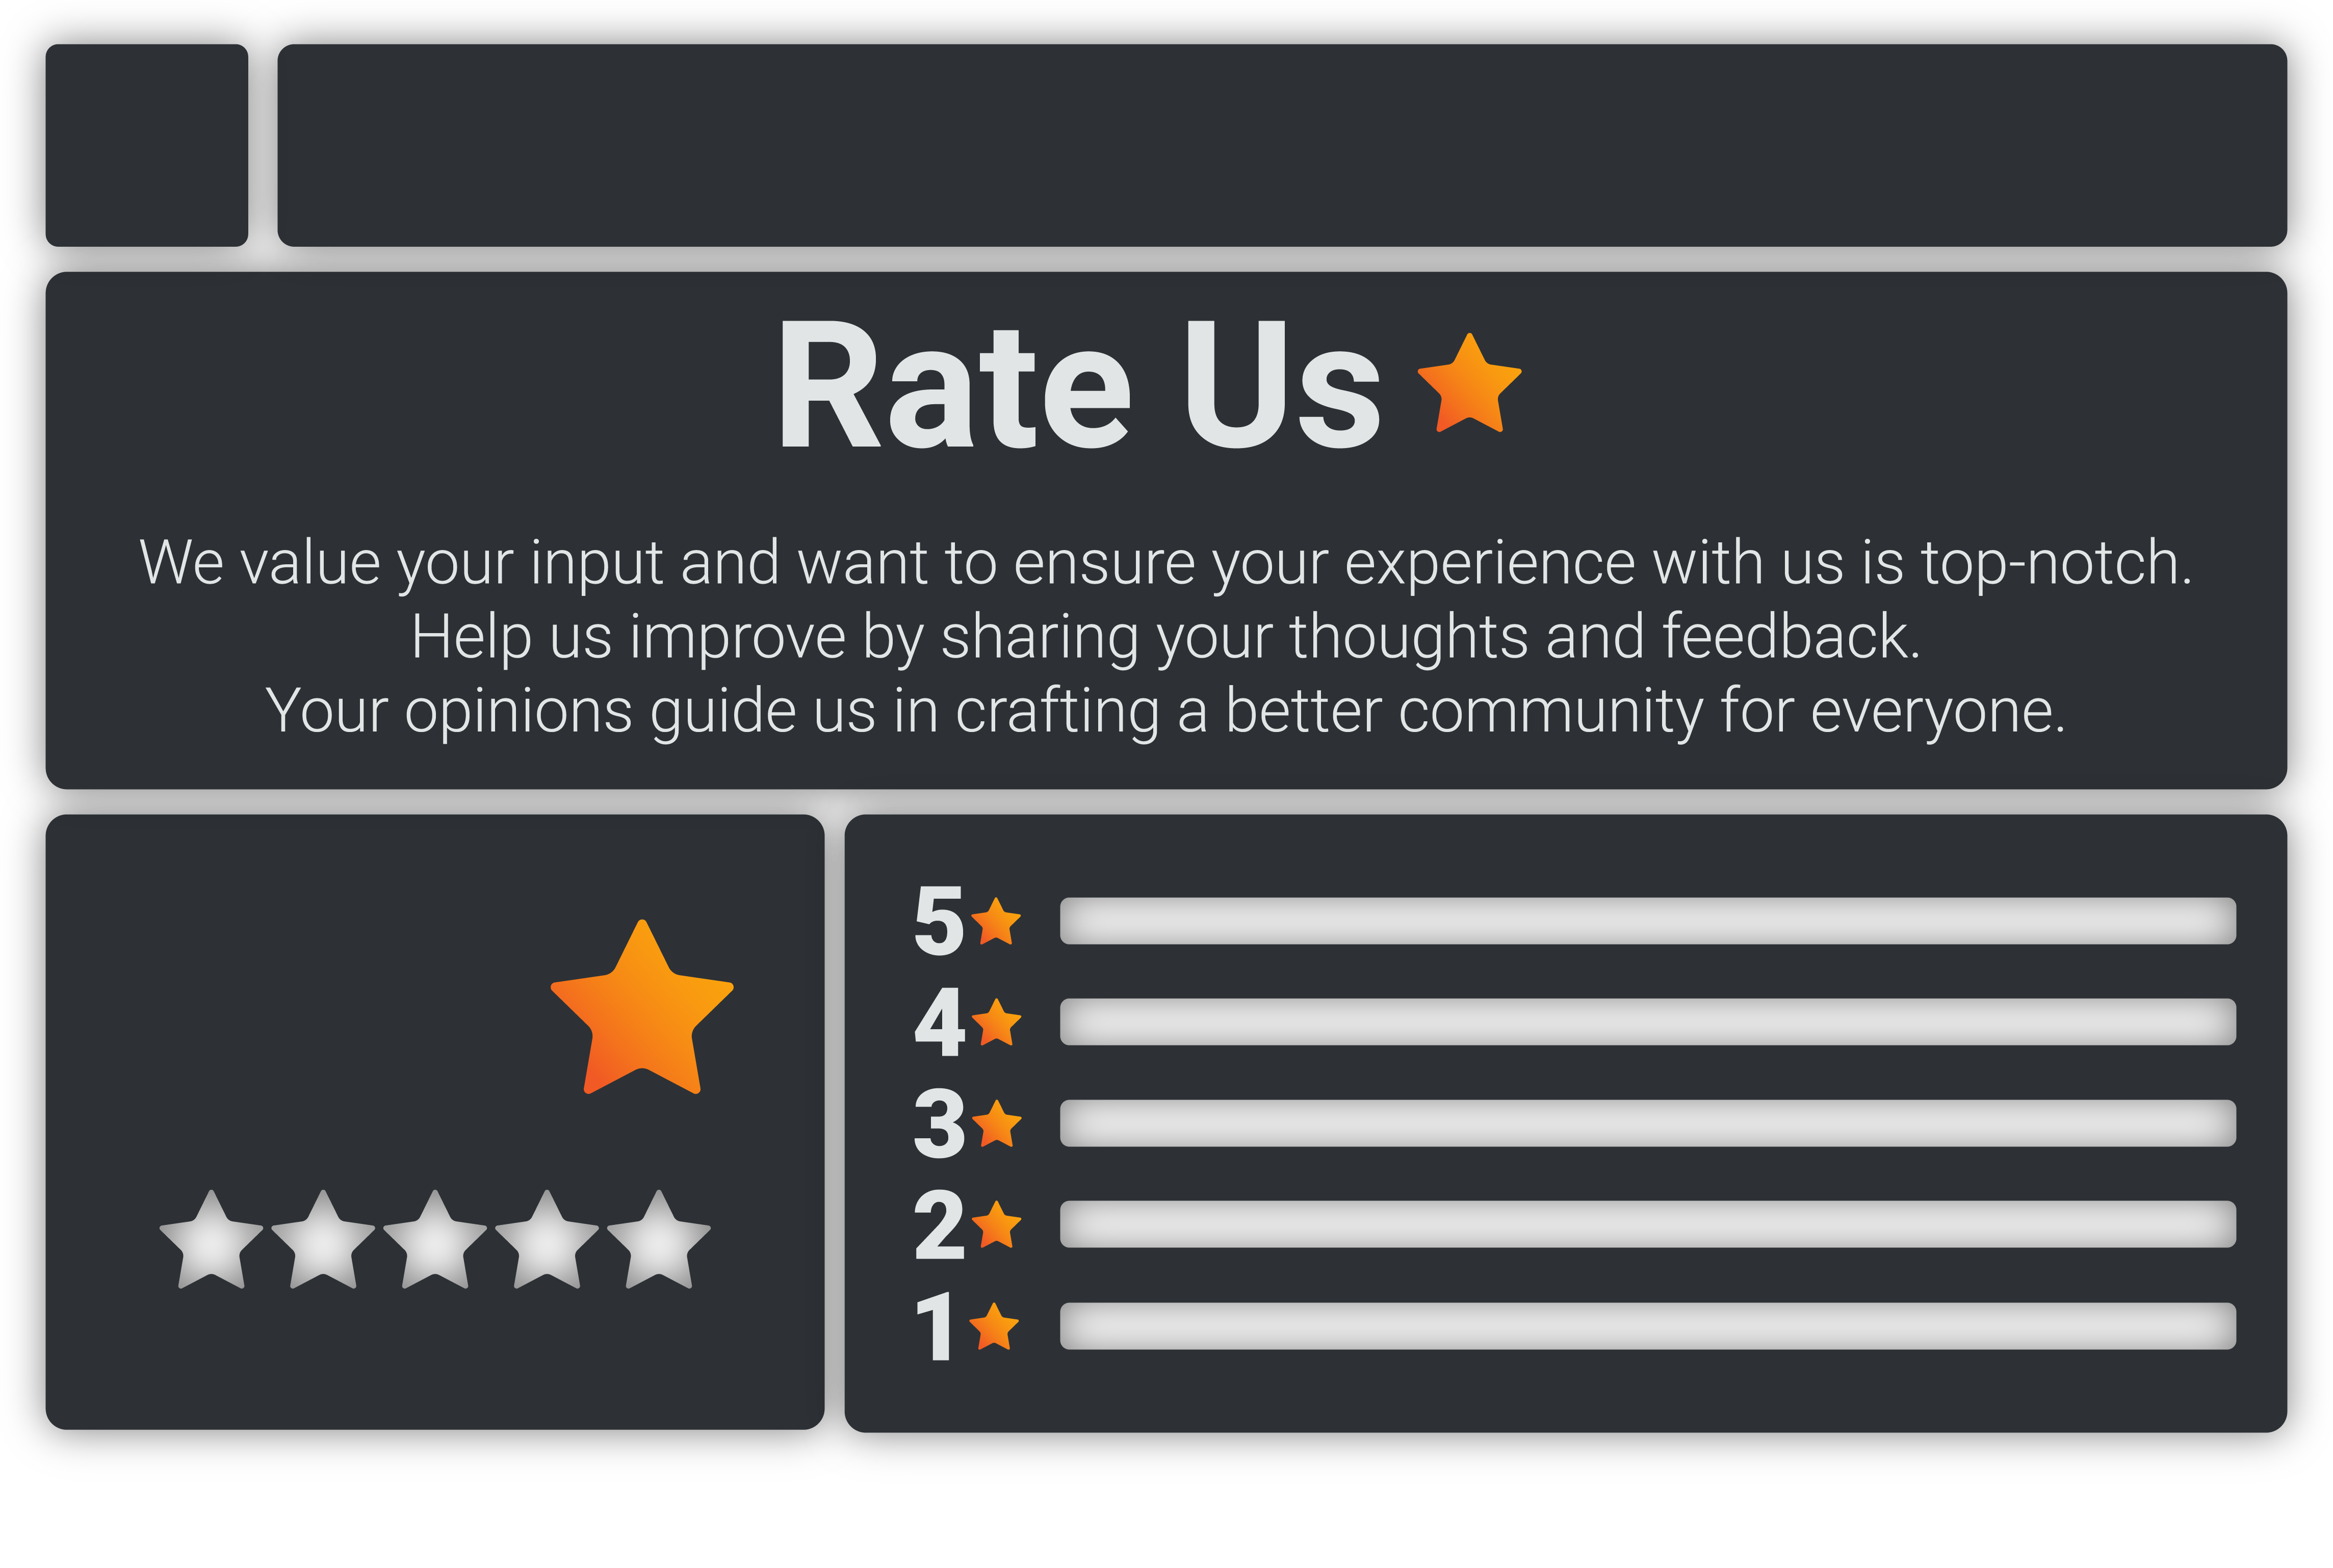 Rate Us
We value your input and want to ensure your experience with us is top-notch.
Help us improve by sharing your thoughts and feedback.
Your opinions guide us in crafting a better community for everyone.
5
4
3
2
1